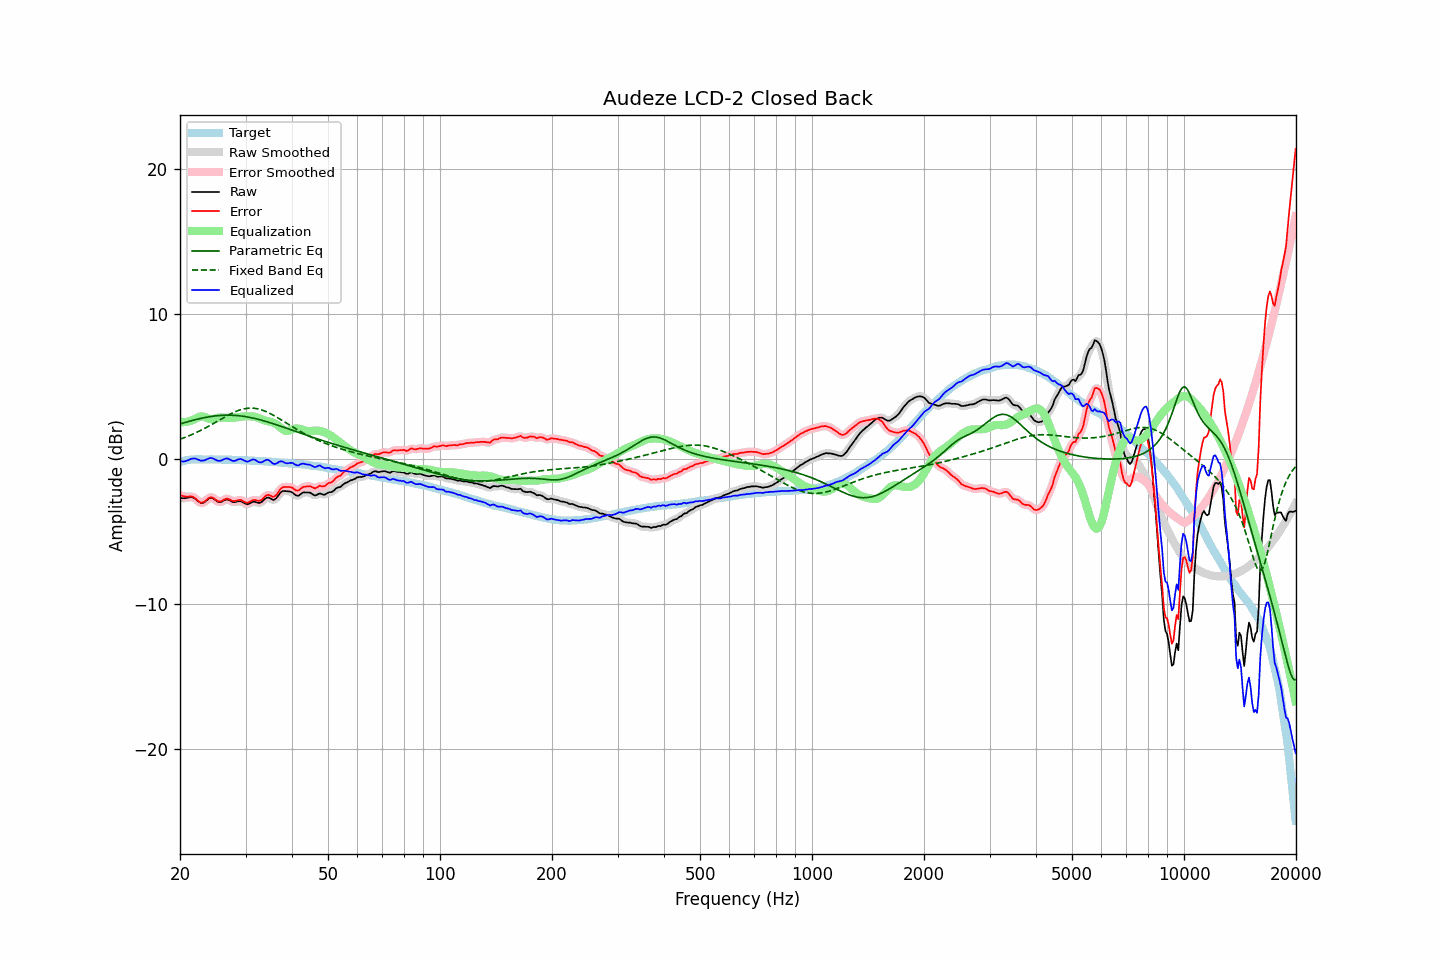 Audeze LCD-2 Closed Back
Target
Raw Smoothed
Error Smoothed
Raw
Error
Equalization
Parametric Eq
Fixed Band Eq
Equalized
20
10
0
−10
−20
Amplitude (dBr)
20 50 100 200 500 1000 2000 5000 10000 20000
Frequency (Hz)